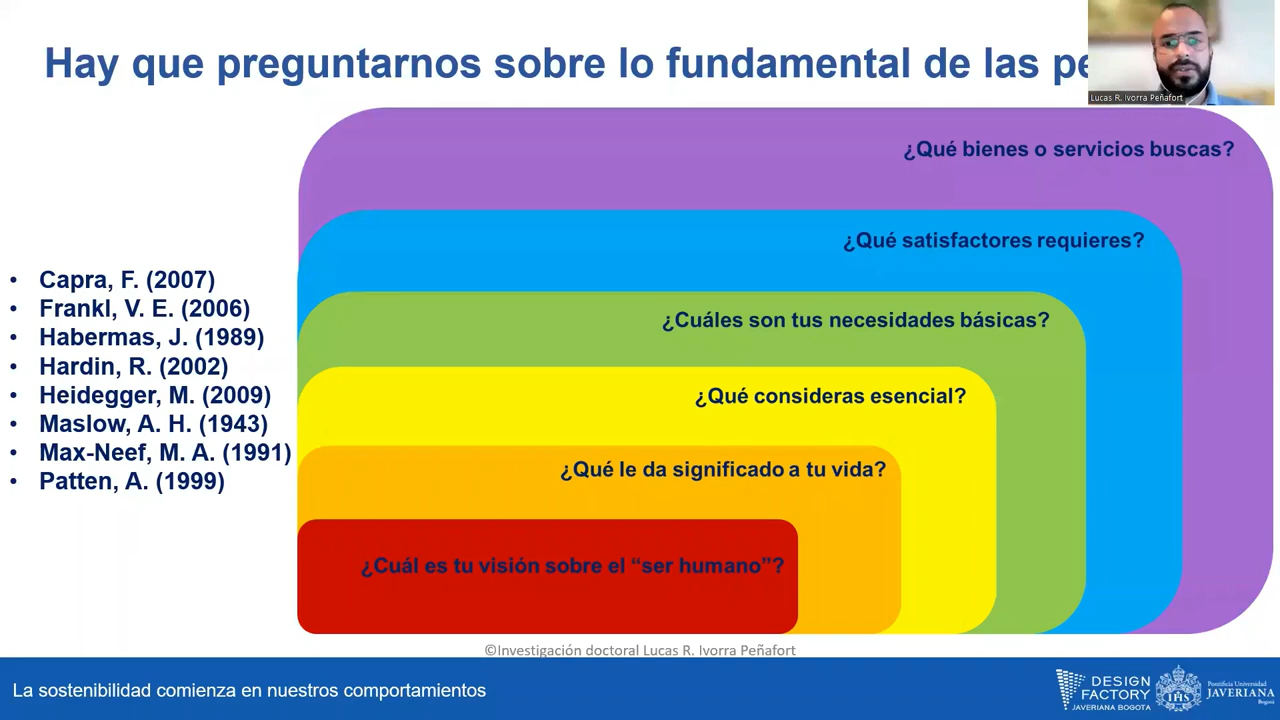 Hay que preguntarnos sobre lo fundamental de las
Lucas R. Ivorra Peñafort
¿Qué bienes o servicios buscas?
¿Qué satisfactores requieres?
¿Cuáles son tus necesidades básicas?
¿Qué consideras esencial?
¿Qué le da significado a tu vida?
¿Cuál es tu visión sobre el “ser humano”?
• Capra, F. (2007)
• Frankl, V. E. (2006)
• Habermas, J. (1989)
• Hardin, R. (2002)
• Heidegger, M. (2009)
• Maslow, A. H. (1943)
• Max-Neef, M. A. (1991)
• Patten, A. (1999)
©Investigación doctoral Lucas R. Ivorra Peñafort
La sostenibilidad comienza en nuestros comportamientos
DESIGN
FACTORY
JAVERIANA BOGOTA
IHS
Pontificia Universidad
JAVERIANA
Bogotá